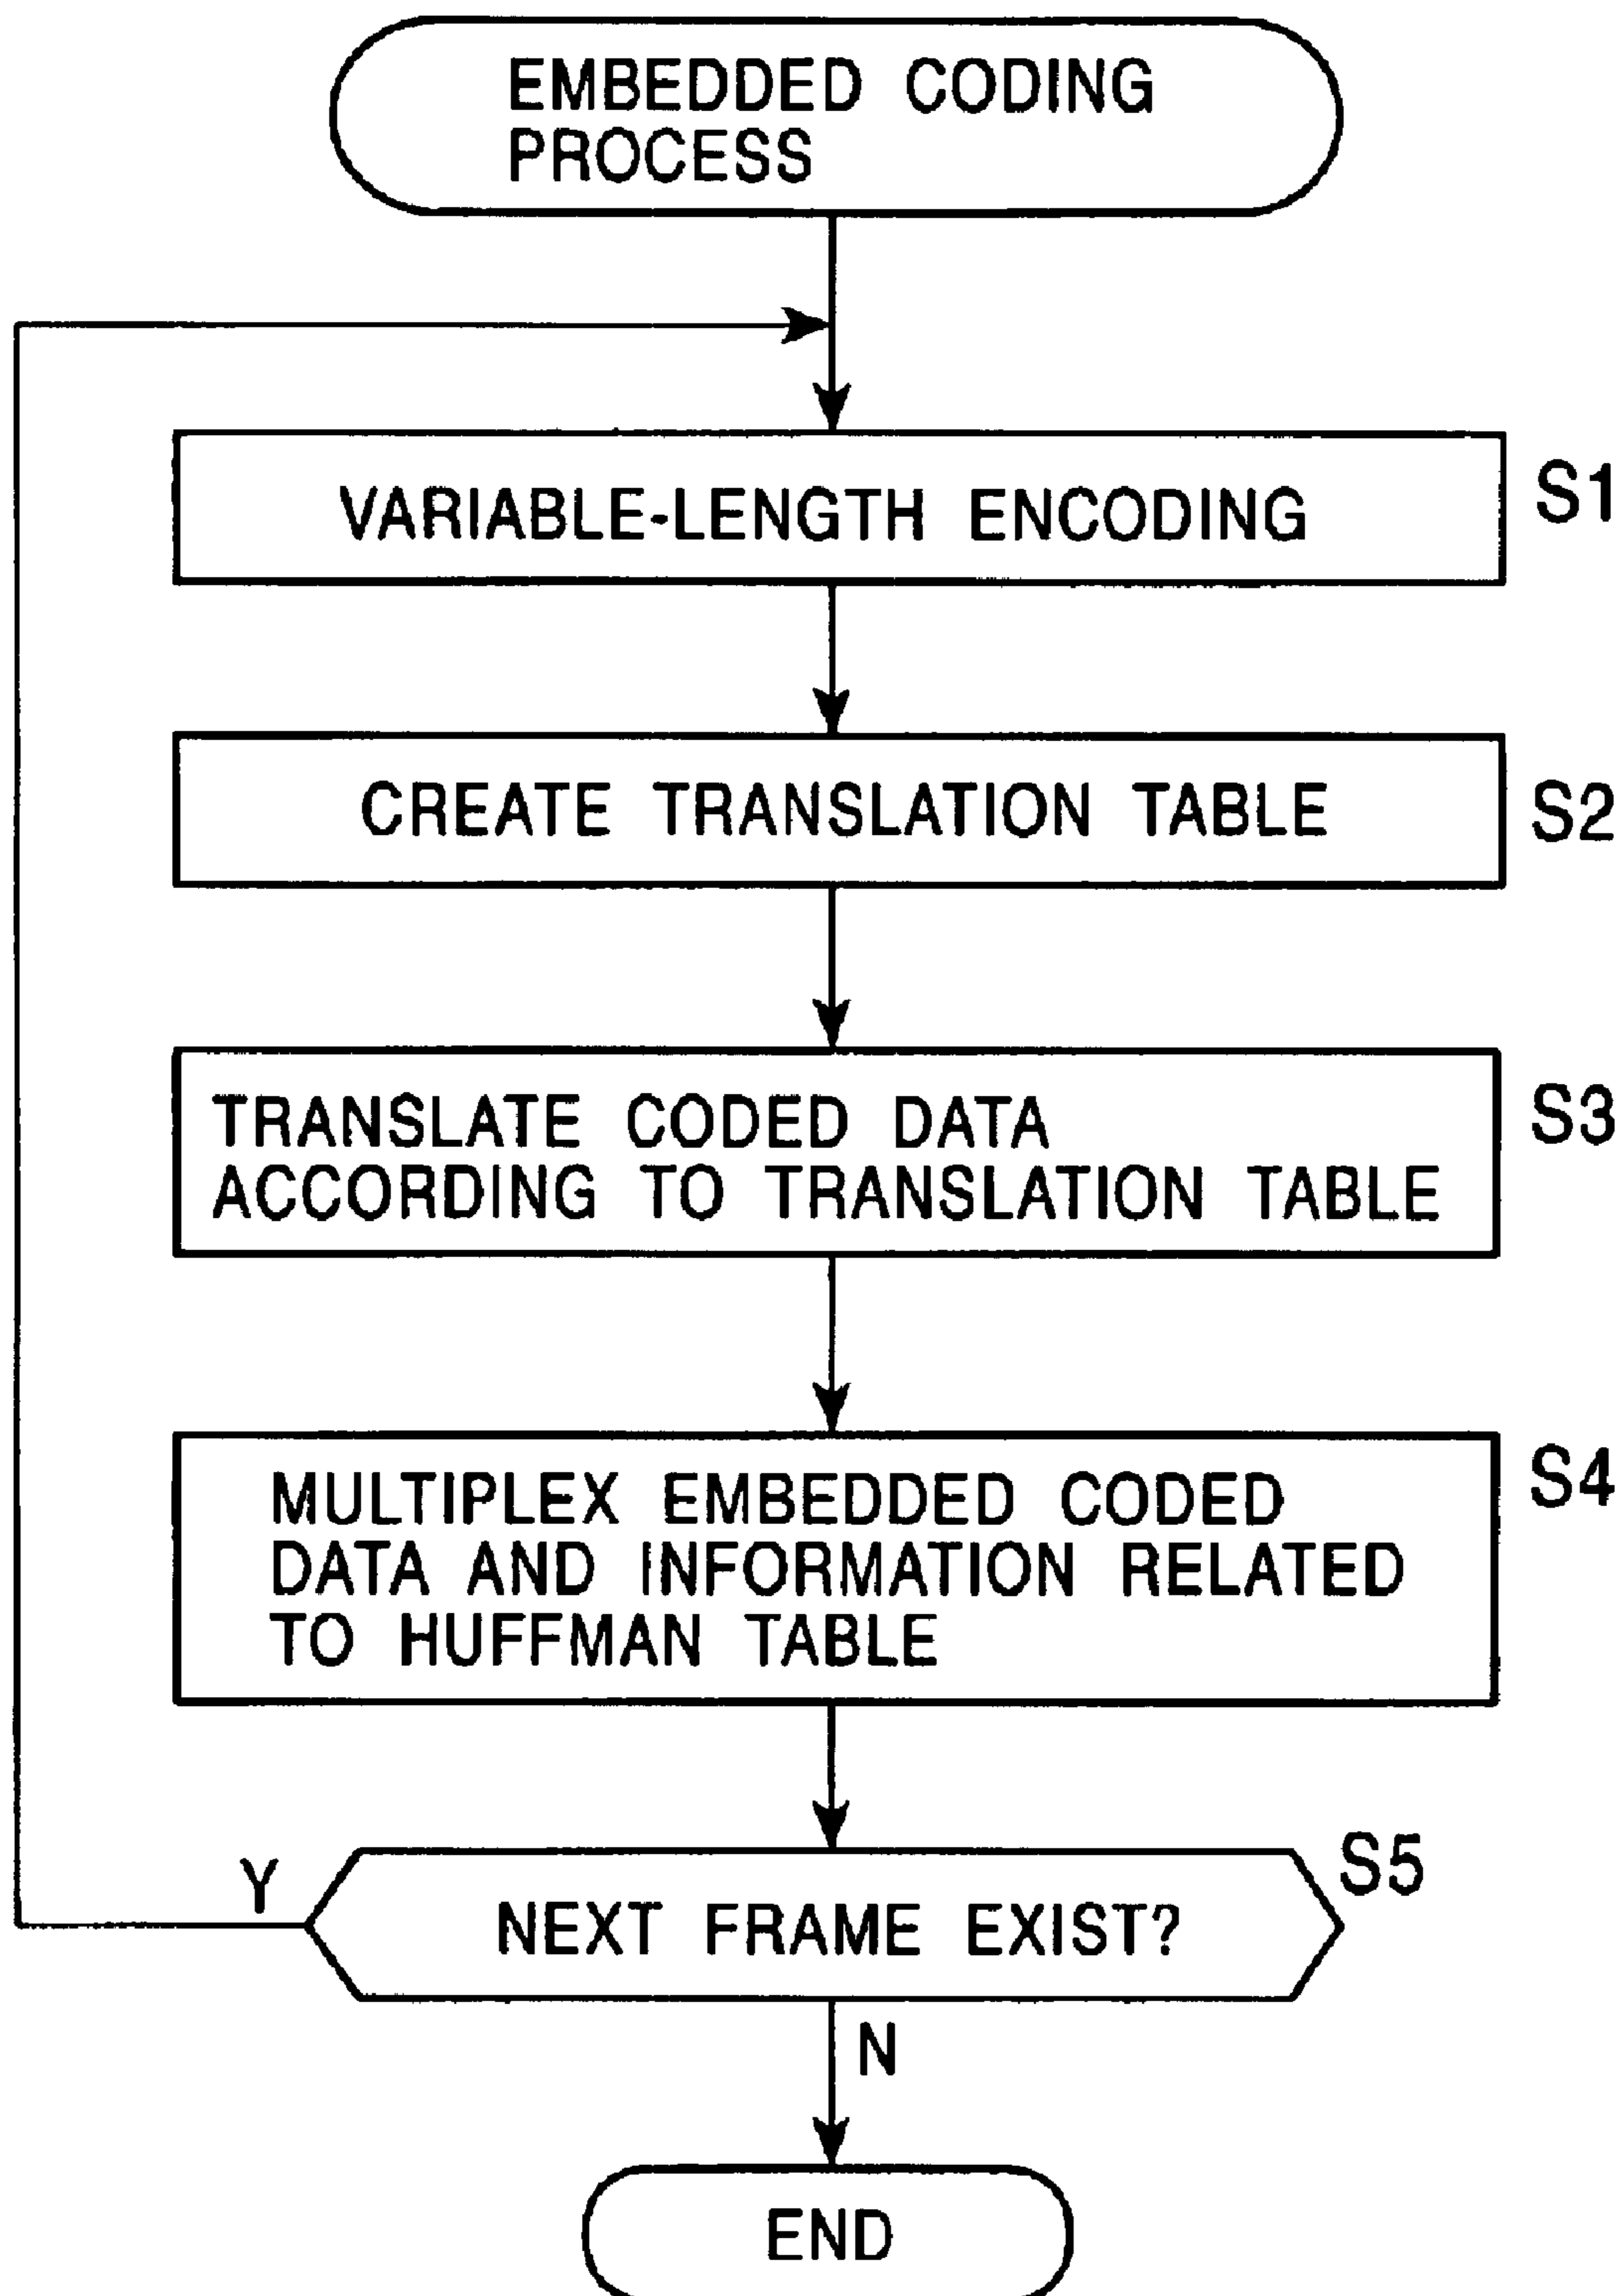 EMBEDDED CODING
PROCESS
VARIABLE-LENGTH ENCODING
S1
CREATE TRANSLATION TABLE
S2
TRANSLATE CODED DATA
ACCORDING TO TRANSLATION TABLE
S3
MULTIPLEX EMBEDDED CODED
DATA AND INFORMATION RELATED
TO HUFFMAN TABLE
S4
Y
NEXT FRAME EXIST?
S5
N
END